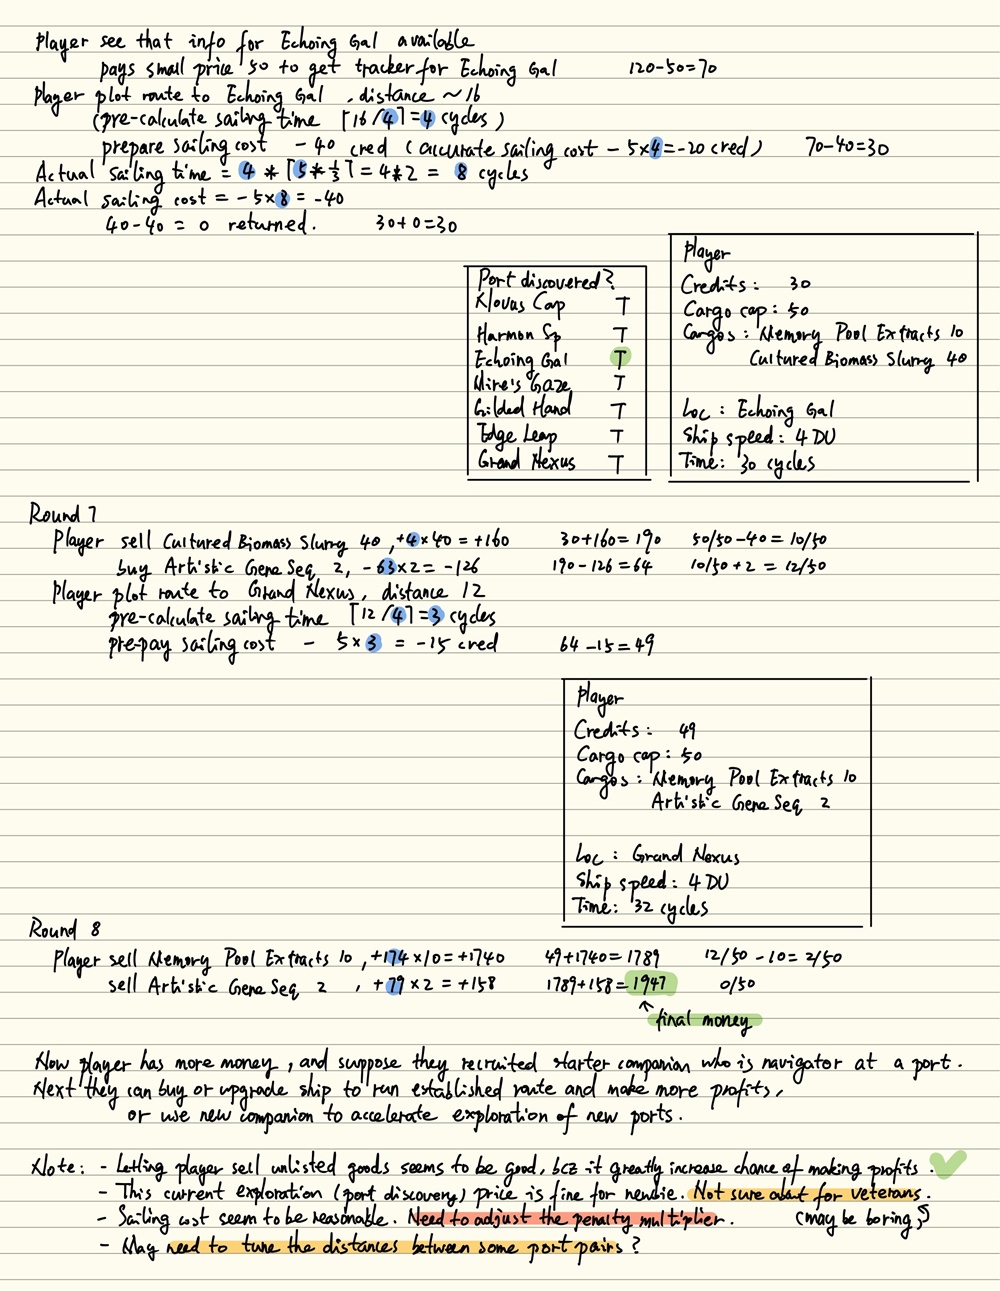 Player see that info for Echoing Gal available
pays small price 50 to get tracker for Echoing Gal 120-50=70
Player plot route to Echoing Gal , distance ~16
(pre-calculate sailing time ⌈16/4⌉=4 cycles)
prepare sailing cost -40 cred (accurate sailing cost -5×4=-20 cred) 70-40=30
Actual sailing time = 4 * ⌈5*⅓⌉ = 4*2 = 8 cycles
Actual sailing cost = -5×8 = -40
40-40 = 0 returned. 30+0=30
Port discovered?
Klovus Cap T
Harmon Sp T
Echoing Gal T
Mire's Gaze T
Gilded Hand T
Edge Leap T
Grand Nexus T
Player
Credits: 30
Cargo cap: 50
Cargos: Memory Pool Extracts 10
Cultured Biomass Slurry 40
Loc: Echoing Gal
Ship speed: 4 DU
Time: 30 cycles
Round 7
Player sell Cultured Biomass Slurry 40, +4×40=+160 30+160=190 50/50-40=10/50
buy Artistic Gene Seq 2, -63×2=-126 190-126=64 10/50+2=12/50
Player plot route to Grand Nexus, distance 12
pre-calculate sailing time ⌈12/4⌉=3 cycles
pre-pay sailing cost - 5×3 = -15 cred 64-15=49
Player
Credits: 49
Cargo cap: 50
Cargos: Memory Pool Extracts 10
Artistic Gene Seq 2
Loc: Grand Nexus
Ship speed: 4 DU
Time: 32 cycles
Round 8
Player sell Memory Pool Extracts 10, +174×10=+1740 49+1740=1789 12/50-10=2/50
sell Artistic Gene Seq 2, +79×2=+158 1789+158=1947 0/50
↖ final money
Now player has more money, and suppose they recruited starter companion who is navigator at a port.
Next they can buy or upgrade ship to run established route and make more profits,
or use new companion to accelerate exploration of new ports.
Note: - Letting player sell unlisted goods seems to be good, bcz it greatly increase chance of making profits. ✓
- This current exploration (port discovery) price is fine for newbie. Not sure about for veterans.
- Sailing cost seem to be reasonable. Need to adjust the penalty multiplier. (may be boring)
- May need to tune the distances between some port pairs?